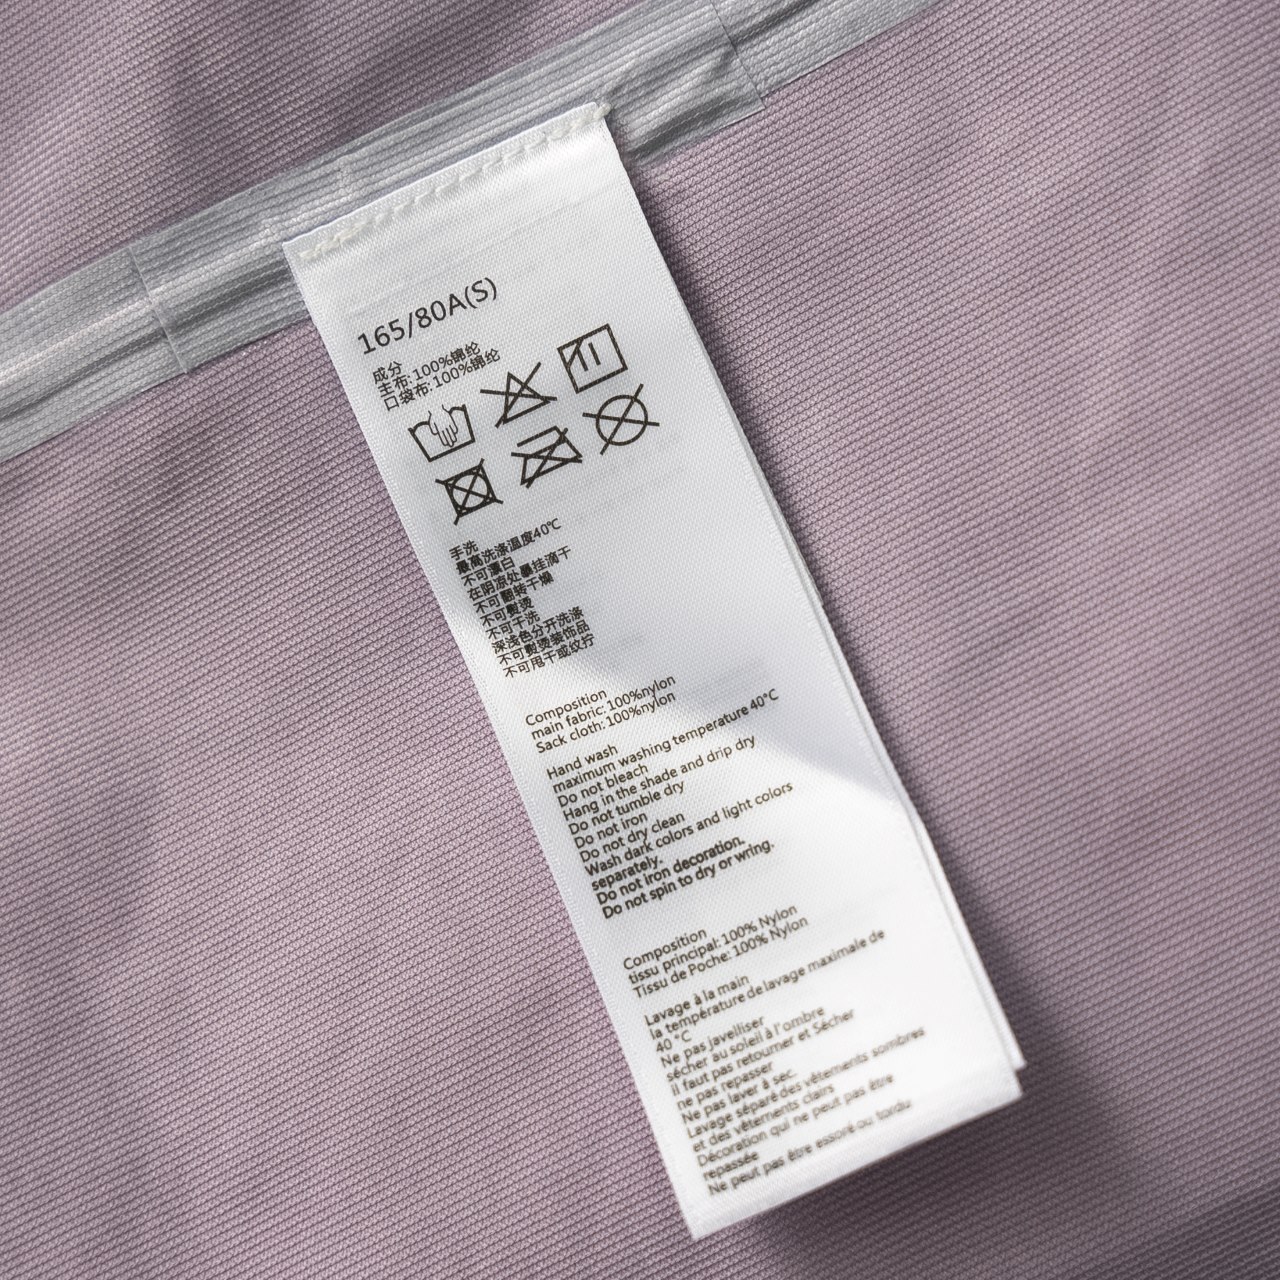 165/80A(S)
成分
主布: 100%锦纶
口袋布: 100%锦纶
手洗
最高洗涤温度40℃
不可漂白
在阴凉处悬挂滴干
不可翻转干燥
不可熨烫
不可干洗
深浅色分开洗涤
不可熨烫装饰品
不可甩干或绞拧
Composition
main fabric: 100%nylon
Sack cloth: 100%nylon
Hand wash
maximum washing temperature 40°C
Do not bleach
Hang in the shade and drip dry
Do not tumble dry
Do not iron
Do not dry clean
Wash dark colors and light colors
separately.
Do not iron decoration.
Do not spin to dry or wring.
Composition
tissu principal: 100% Nylon
Tissu de Poche: 100% Nylon
Lavage à la main
la température de lavage maximale de
40 °C
Ne pas javelliser
sécher au soleil à l'ombre
il faut pas retourner et Sécher
ne pas repasser
Ne pas laver à sec.
Lavage séparé des vêtements sombres
et des vêtements clairs
Décoration qui ne peut pas être
repassée
Ne peut pas être essoré ou tordu